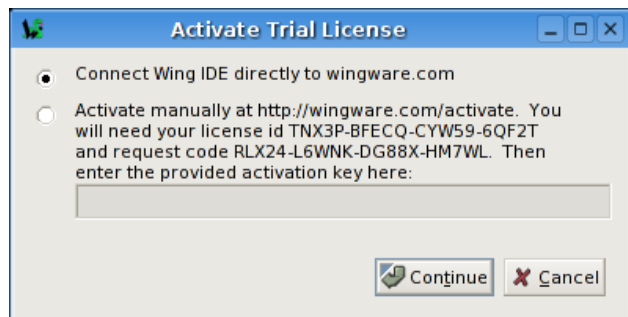 Activate Trial License
Connect Wing IDE directly to wingware.com
Activate manually at http://wingware.com/activate. You
will need your license id TNX3P-BFECQ-CYW59-6QF2T
and request code RLX24-L6WNK-DG88X-HM7WL. Then
enter the provided activation key here:
Continue
Cancel